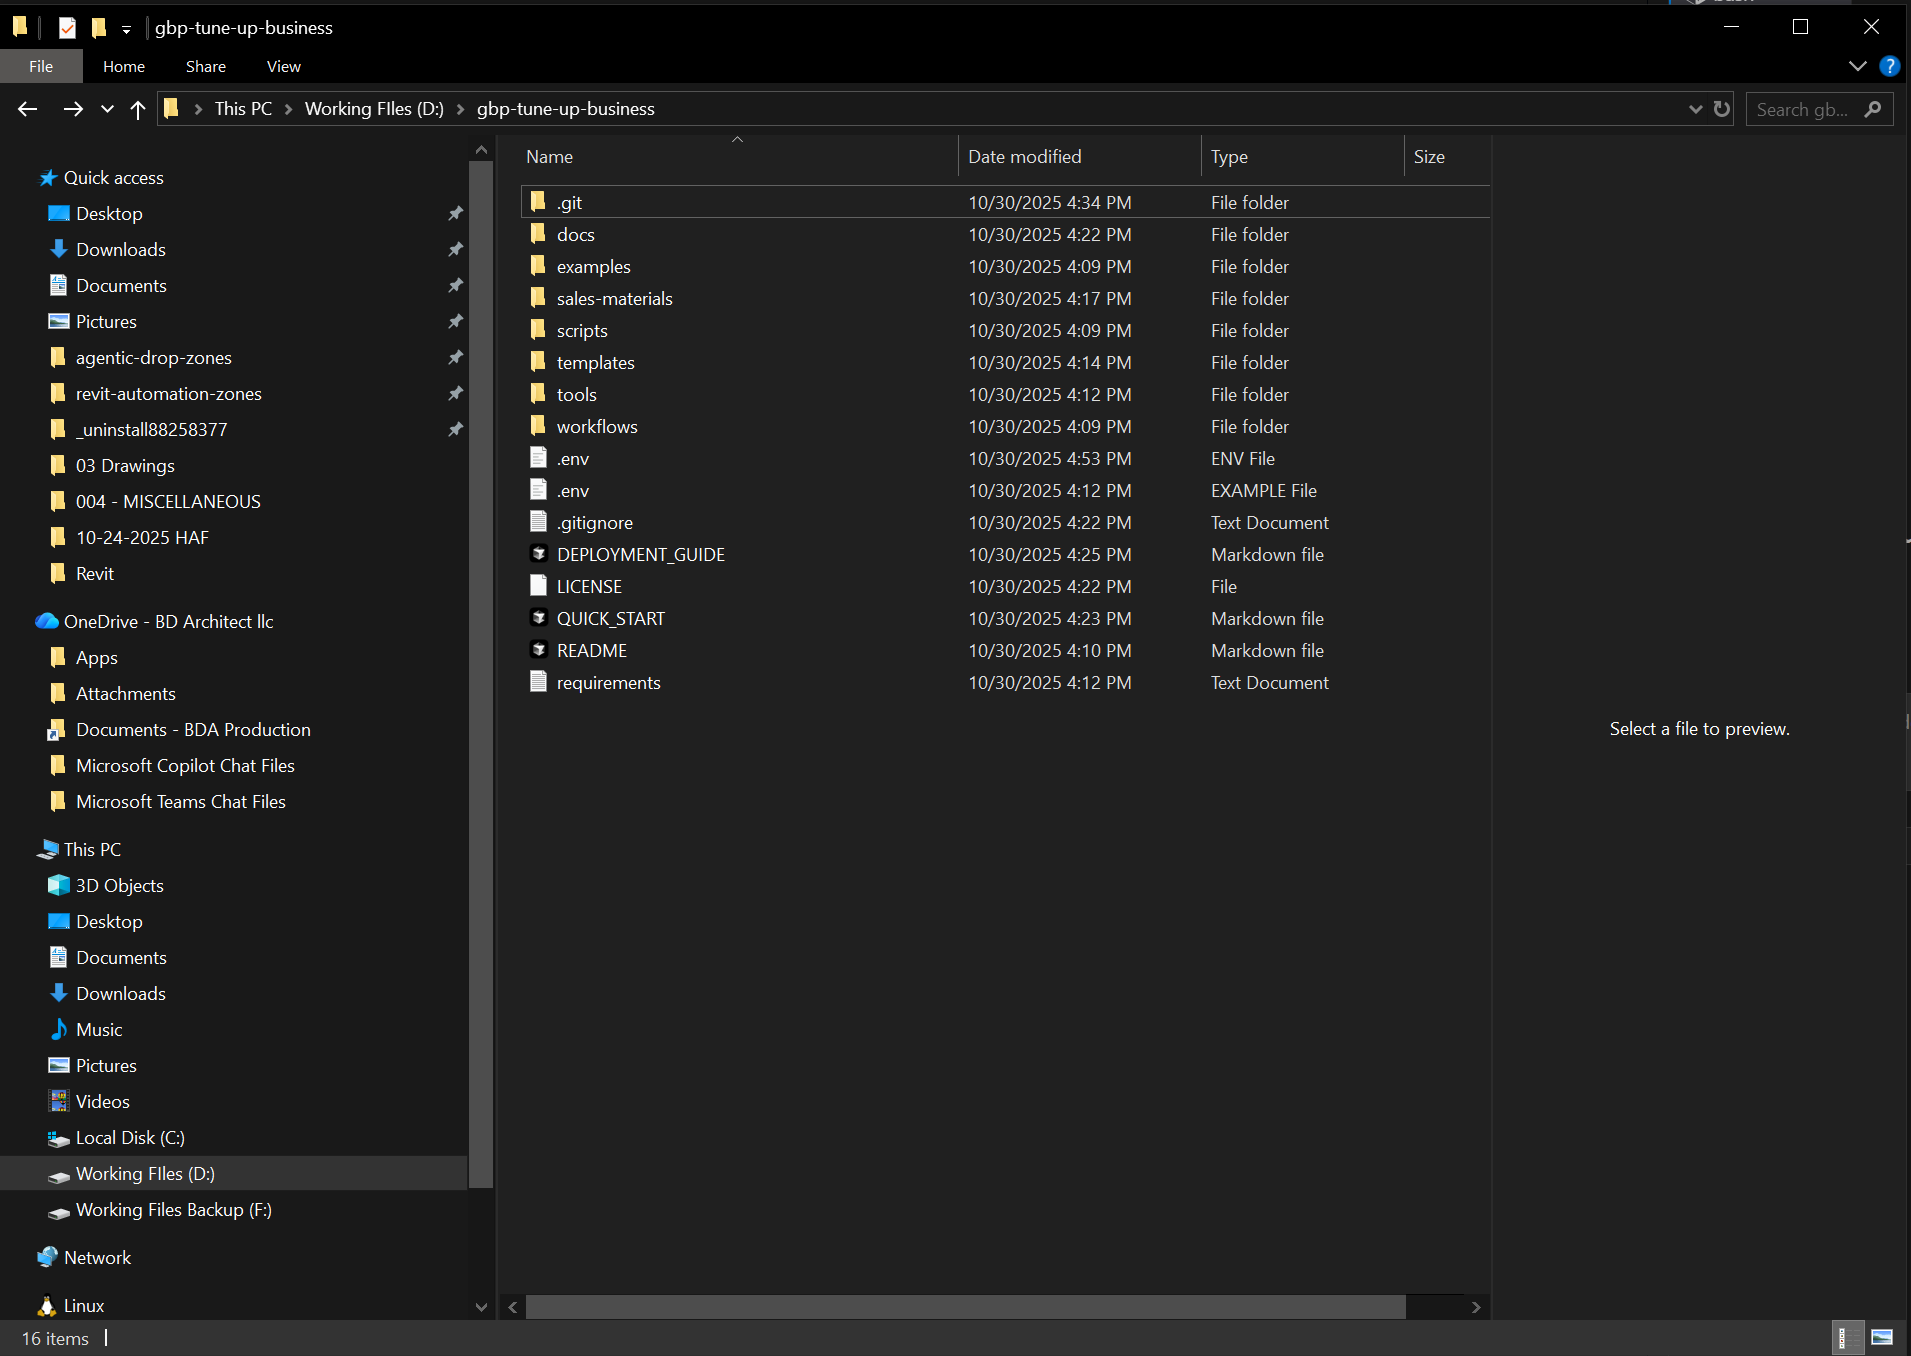 gbp-tune-up-business
File Home Share View
This PC Working FIles (D:) gbp-tune-up-business
Search gb...
Name Date modified Type Size
.git 10/30/2025 4:34 PM File folder
docs 10/30/2025 4:22 PM File folder
examples 10/30/2025 4:09 PM File folder
sales-materials 10/30/2025 4:17 PM File folder
scripts 10/30/2025 4:09 PM File folder
templates 10/30/2025 4:14 PM File folder
tools 10/30/2025 4:12 PM File folder
workflows 10/30/2025 4:09 PM File folder
.env 10/30/2025 4:53 PM ENV File
.env 10/30/2025 4:12 PM EXAMPLE File
.gitignore 10/30/2025 4:22 PM Text Document
DEPLOYMENT_GUIDE 10/30/2025 4:25 PM Markdown file
LICENSE 10/30/2025 4:22 PM File
QUICK_START 10/30/2025 4:23 PM Markdown file
README 10/30/2025 4:10 PM Markdown file
requirements 10/30/2025 4:12 PM Text Document
Quick access
Desktop
Downloads
Documents
Pictures
agentic-drop-zones
revit-automation-zones
_uninstall88258377
03 Drawings
004 - MISCELLANEOUS
10-24-2025 HAF
Revit
OneDrive - BD Architect llc
Apps
Attachments
Documents - BDA Production
Microsoft Copilot Chat Files
Microsoft Teams Chat Files
This PC
3D Objects
Desktop
Documents
Downloads
Music
Pictures
Videos
Local Disk (C:)
Working FIles (D:)
Working Files Backup (F:)
Network
Linux
Select a file to preview.
16 items